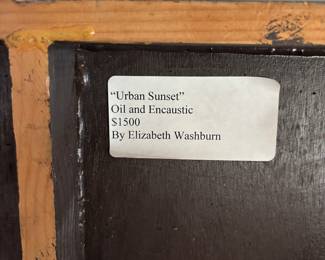 “Urban Sunset”
Oil and Encaustic
$1500
By Elizabeth Washburn